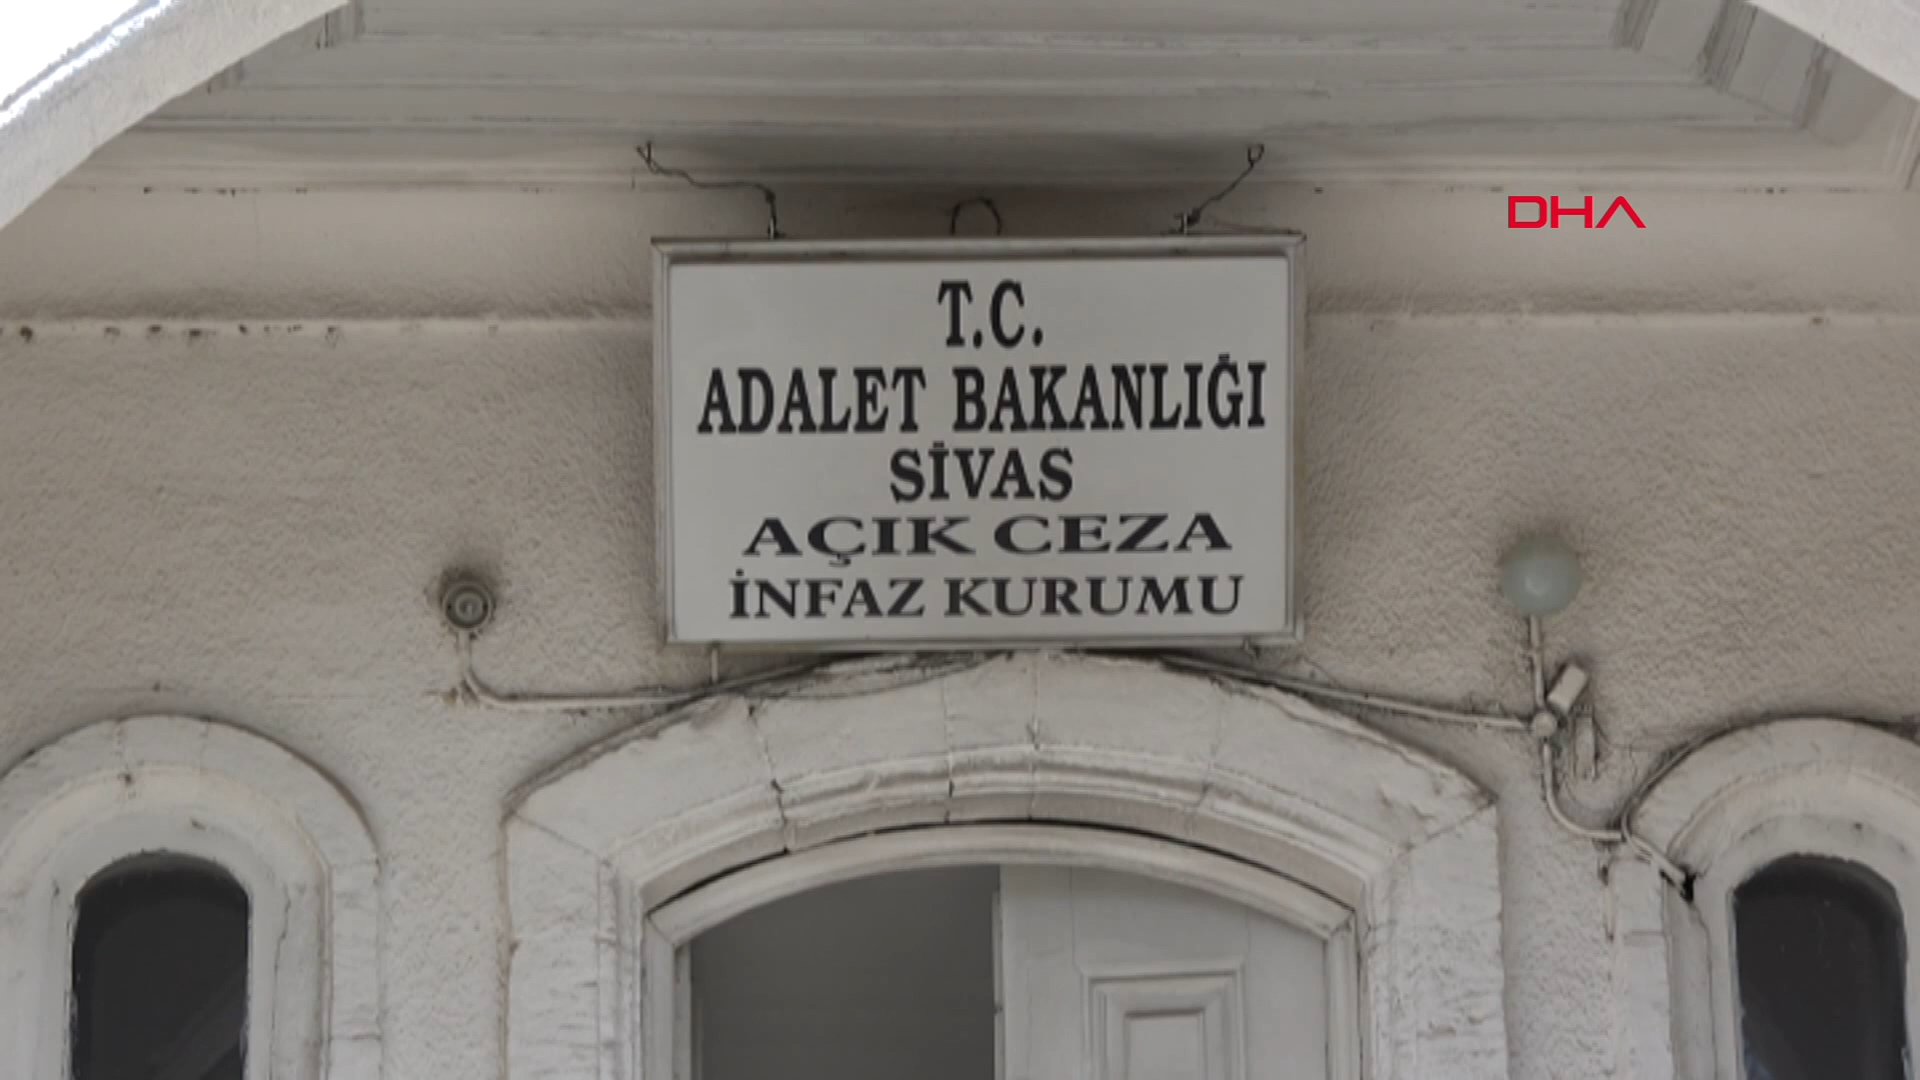 DHA
T.C.
ADALET BAKANLIĞI
SİVAS
AÇIK CEZA
İNFAZ KURUMU